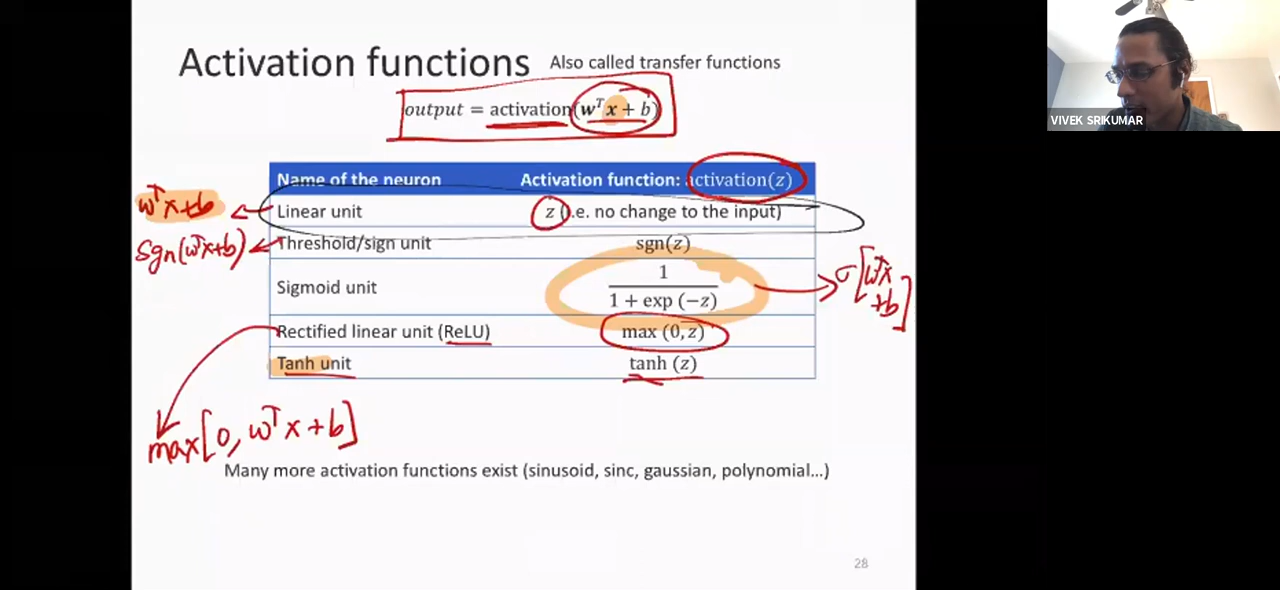 Activation functions Also called transfer functions
output = activation(wᵀx + b)
Name of the neuron Activation function: activation(z)
wᵀx+b
Linear unit z (i.e. no change to the input)
sgn(wᵀx+b)
Threshold/sign unit sgn(z)
Sigmoid unit 1 / 1 + exp (−z)
σ[wᵀx
+b]
Rectified linear unit (ReLU) max (0, z)
Tanh unit tanh (z)
max[0, wᵀx+b]
Many more activation functions exist (sinusoid, sinc, gaussian, polynomial...)
28
VIVEK SRIKUMAR